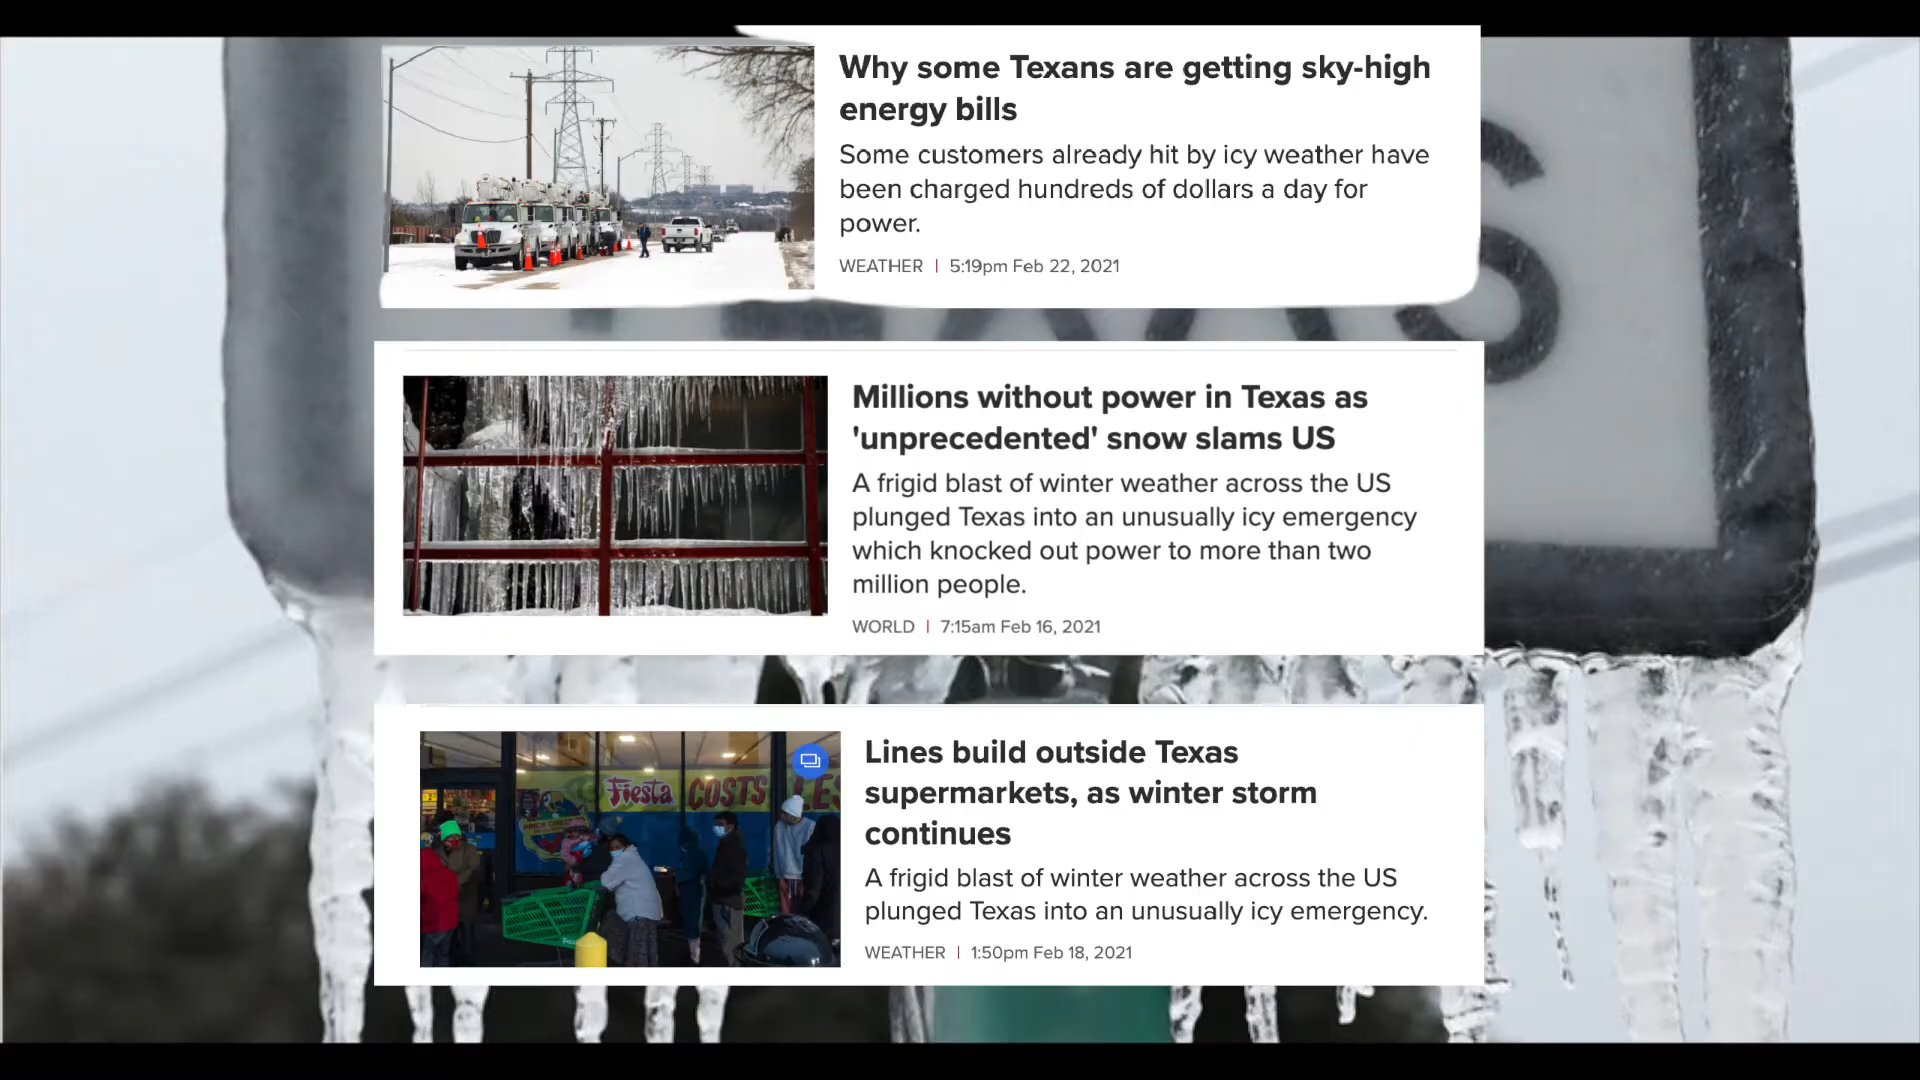 Why some Texans are getting sky-high
energy bills
Some customers already hit by icy weather have
been charged hundreds of dollars a day for
power.
WEATHER | 5:19pm Feb 22, 2021
Millions without power in Texas as
'unprecedented' snow slams US
A frigid blast of winter weather across the US
plunged Texas into an unusually icy emergency
which knocked out power to more than two
million people.
WORLD | 7:15am Feb 16, 2021
Fiesta COSTS LES
Lines build outside Texas
supermarkets, as winter storm
continues
A frigid blast of winter weather across the US
plunged Texas into an unusually icy emergency.
WEATHER | 1:50pm Feb 18, 2021